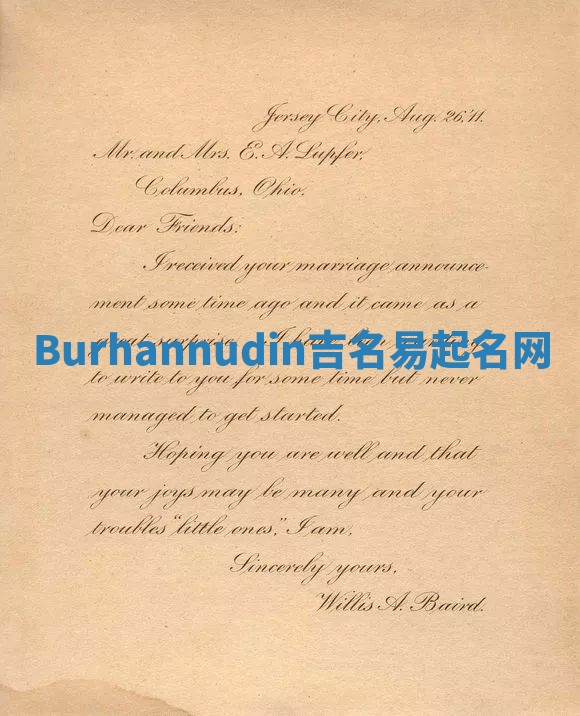 Jersey City, Aug. 26,'11.
Mr. and Mrs. E. A. Lupfer,
Columbus, Ohio.
Dear Friends:
I received your marriage announce-
ment some time ago and it came as a
great surprise. I have been
Burhannudin吉名易起名网
to write to you for some time but never
managed to get started.
Hoping you are well and that
your joys may be many and your
troubles "little ones," I am,
Sincerely yours,
Willis A. Baird.